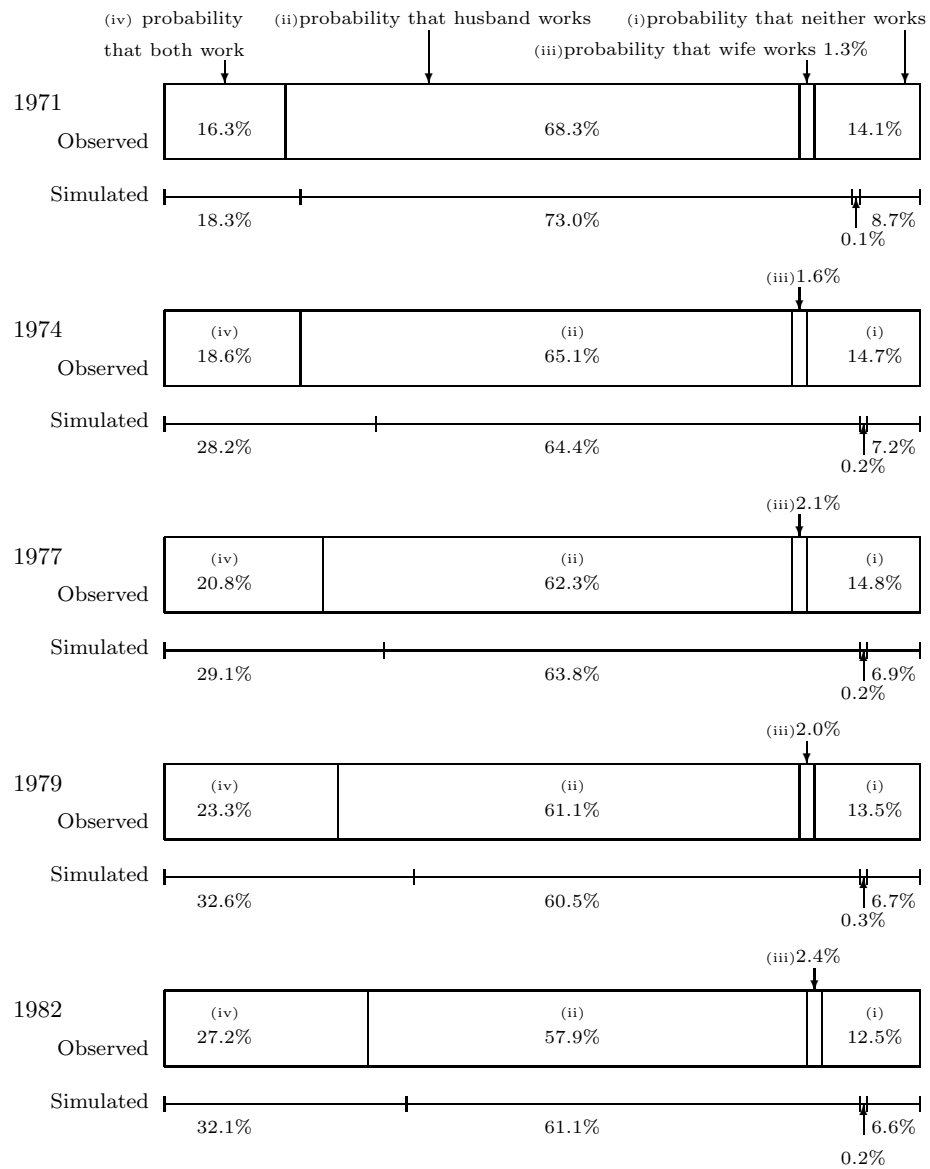 (iv) probability
that both work
(ii)probability that husband works
(i)probability that neither works
(iii)probability that wife works 1.3%
1971
Observed
16.3% 68.3% 14.1%
Simulated
18.3% 73.0% 8.7%
0.1%
(iii)1.6%
1974
(iv) (ii) (i)
Observed
18.6% 65.1% 14.7%
Simulated
28.2% 64.4% 7.2%
0.2%
(iii)2.1%
1977
(iv) (ii) (i)
Observed
20.8% 62.3% 14.8%
Simulated
29.1% 63.8% 6.9%
0.2%
(iii)2.0%
1979
(iv) (ii) (i)
Observed
23.3% 61.1% 13.5%
Simulated
32.6% 60.5% 6.7%
0.3%
(iii)2.4%
1982
(iv) (ii) (i)
Observed
27.2% 57.9% 12.5%
Simulated
32.1% 61.1% 6.6%
0.2%